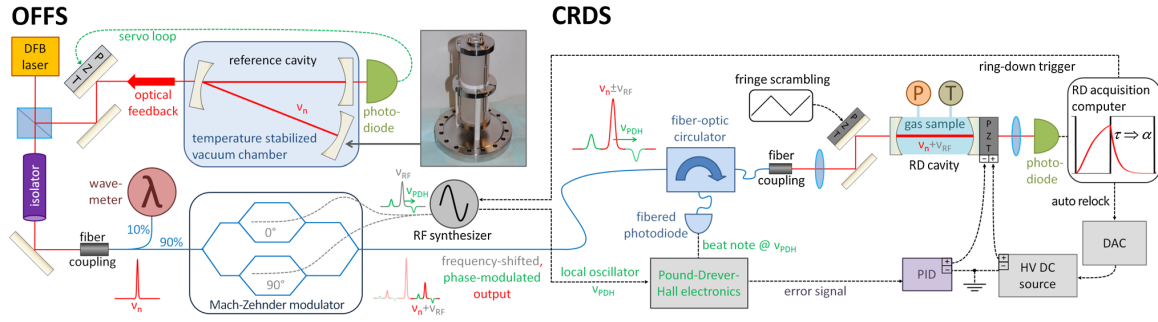 OFFS
CRDS
DFB
laser
PZT
servo loop
reference cavity
optical
feedback
νn
photo-
diode
temperature stabilized
vacuum chamber
isolator
wave-
meter
λ
10%
90%
fiber
coupling
νn
0°
90°
Mach-Zehnder modulator
νRF
νPDH
RF synthesizer
frequency-shifted,
phase-modulated
output
νn+νRF
local oscillator
νPDH
νn±νRF
νPDH
fiber-optic
circulator
fibered
photodiode
beat note @ νPDH
Pound-Drever-
Hall electronics
error signal
fringe scrambling
PZT
fiber
coupling
P
T
gas sample
νn+νRF
RD cavity
PZT
− +
ring-down trigger
RD acquisition
computer
τ ⇒ α
photo-
diode
auto relock
DAC
PID
+
−
+
−
HV DC
source